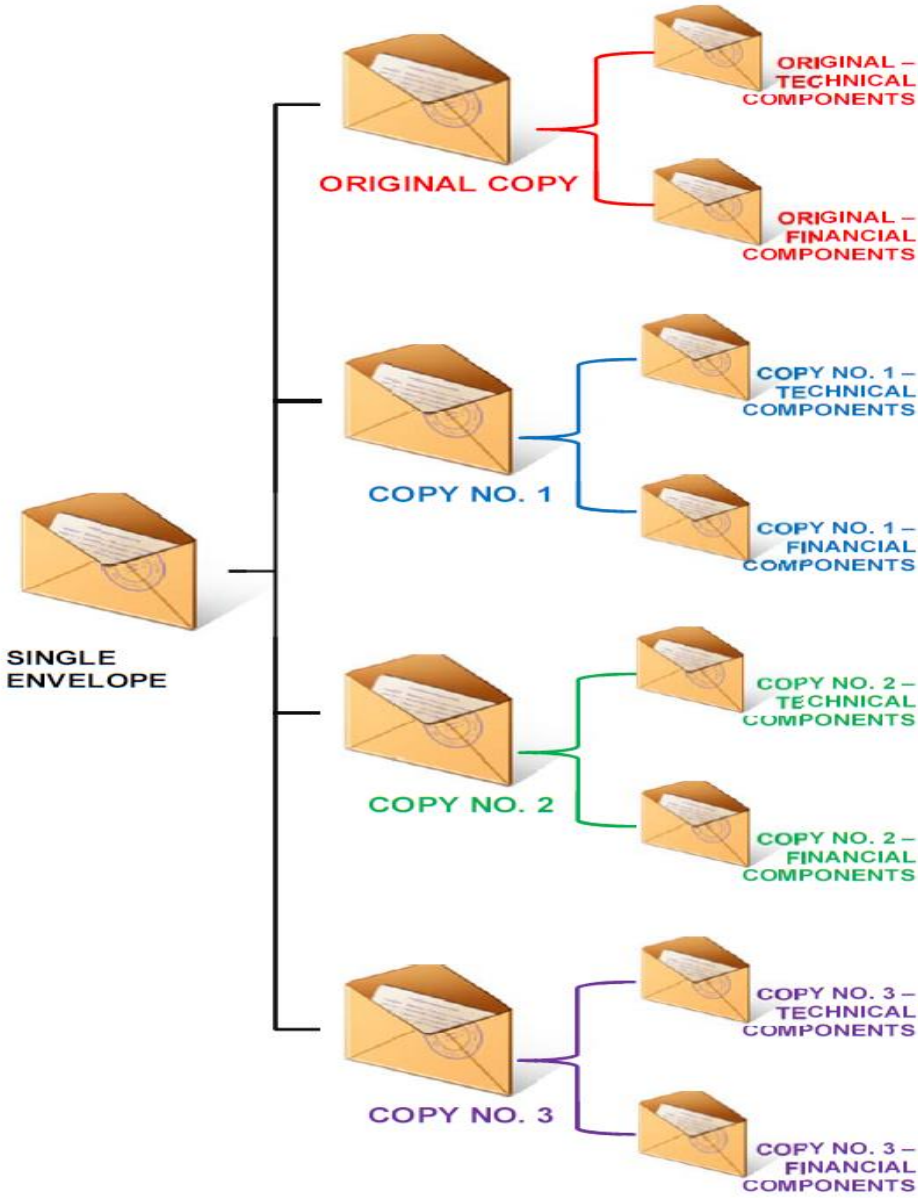 ORIGINAL –
TECHNICAL
COMPONENTS
ORIGINAL COPY
ORIGINAL –
FINANCIAL
COMPONENTS
COPY NO. 1 –
TECHNICAL
COMPONENTS
COPY NO. 1
COPY NO. 1 –
FINANCIAL
COMPONENTS
SINGLE
ENVELOPE
COPY NO. 2 –
TECHNICAL
COMPONENTS
COPY NO. 2
COPY NO. 2 –
FINANCIAL
COMPONENTS
COPY NO. 3 –
TECHNICAL
COMPONENTS
COPY NO. 3
COPY NO. 3 –
FINANCIAL
COMPONENTS